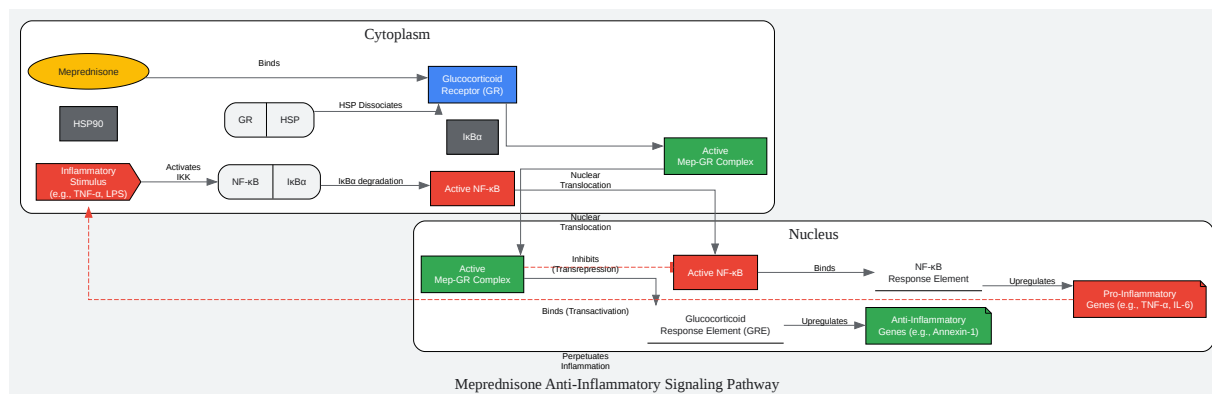 Cytoplasm
Meprednisone
Binds
Glucocorticoid
Receptor (GR)
HSP90
GR
HSP
HSP Dissociates
IκBα
Active
Mep-GR Complex
Inflammatory
Stimulus
(e.g., TNF-α, LPS)
Activates
IKK
NF-κB
IκBα
IκBα degradation
Active NF-κB
Nuclear
Translocation
Nuclear
Translocation
Nucleus
Active
Mep-GR Complex
Inhibits
(Transrepression)
Active NF-κB
Binds
NF-κB
Response Element
Upregulates
Pro-Inflammatory
Genes (e.g., TNF-α, IL-6)
Binds (Transactivation)
Glucocorticoid
Response Element (GRE)
Upregulates
Anti-Inflammatory
Genes (e.g., Annexin-1)
Perpetuates
Inflammation
Meprednisone Anti-Inflammatory Signaling Pathway